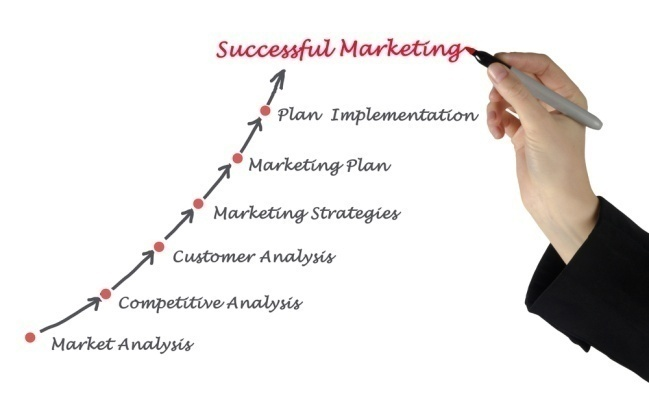 Successful Marketing
Plan Implementation
Marketing Plan
Marketing Strategies
Customer Analysis
Competitive Analysis
Market Analysis